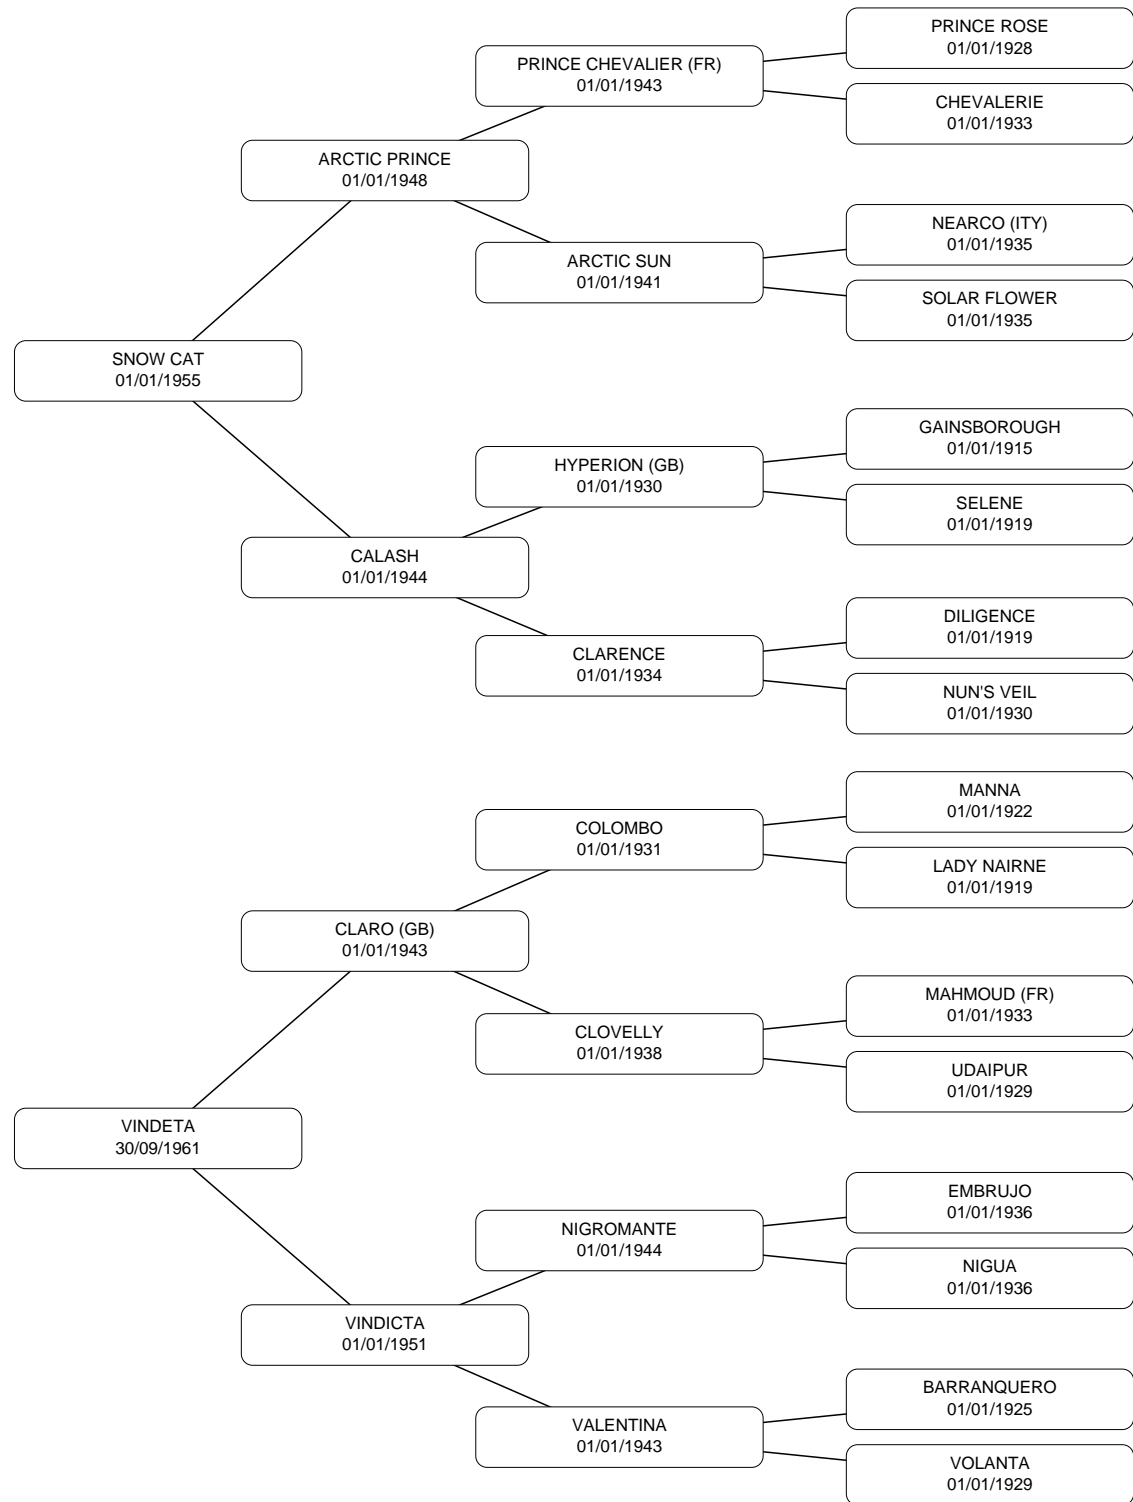 PRINCE ROSE
01/01/1928
PRINCE CHEVALIER (FR)
01/01/1943
CHEVALERIE
01/01/1933
ARCTIC PRINCE
01/01/1948
NEARCO (ITY)
01/01/1935
ARCTIC SUN
01/01/1941
SOLAR FLOWER
01/01/1935
SNOW CAT
01/01/1955
GAINSBOROUGH
01/01/1915
HYPERION (GB)
01/01/1930
SELENE
01/01/1919
CALASH
01/01/1944
DILIGENCE
01/01/1919
CLARENCE
01/01/1934
NUN'S VEIL
01/01/1930
MANNA
01/01/1922
COLOMBO
01/01/1931
LADY NAIRNE
01/01/1919
CLARO (GB)
01/01/1943
MAHMOUD (FR)
01/01/1933
CLOVELLY
01/01/1938
UDAIPUR
01/01/1929
VINDETA
30/09/1961
EMBRUJO
01/01/1936
NIGROMANTE
01/01/1944
NIGUA
01/01/1936
VINDICTA
01/01/1951
BARRANQUERO
01/01/1925
VALENTINA
01/01/1943
VOLANTA
01/01/1929